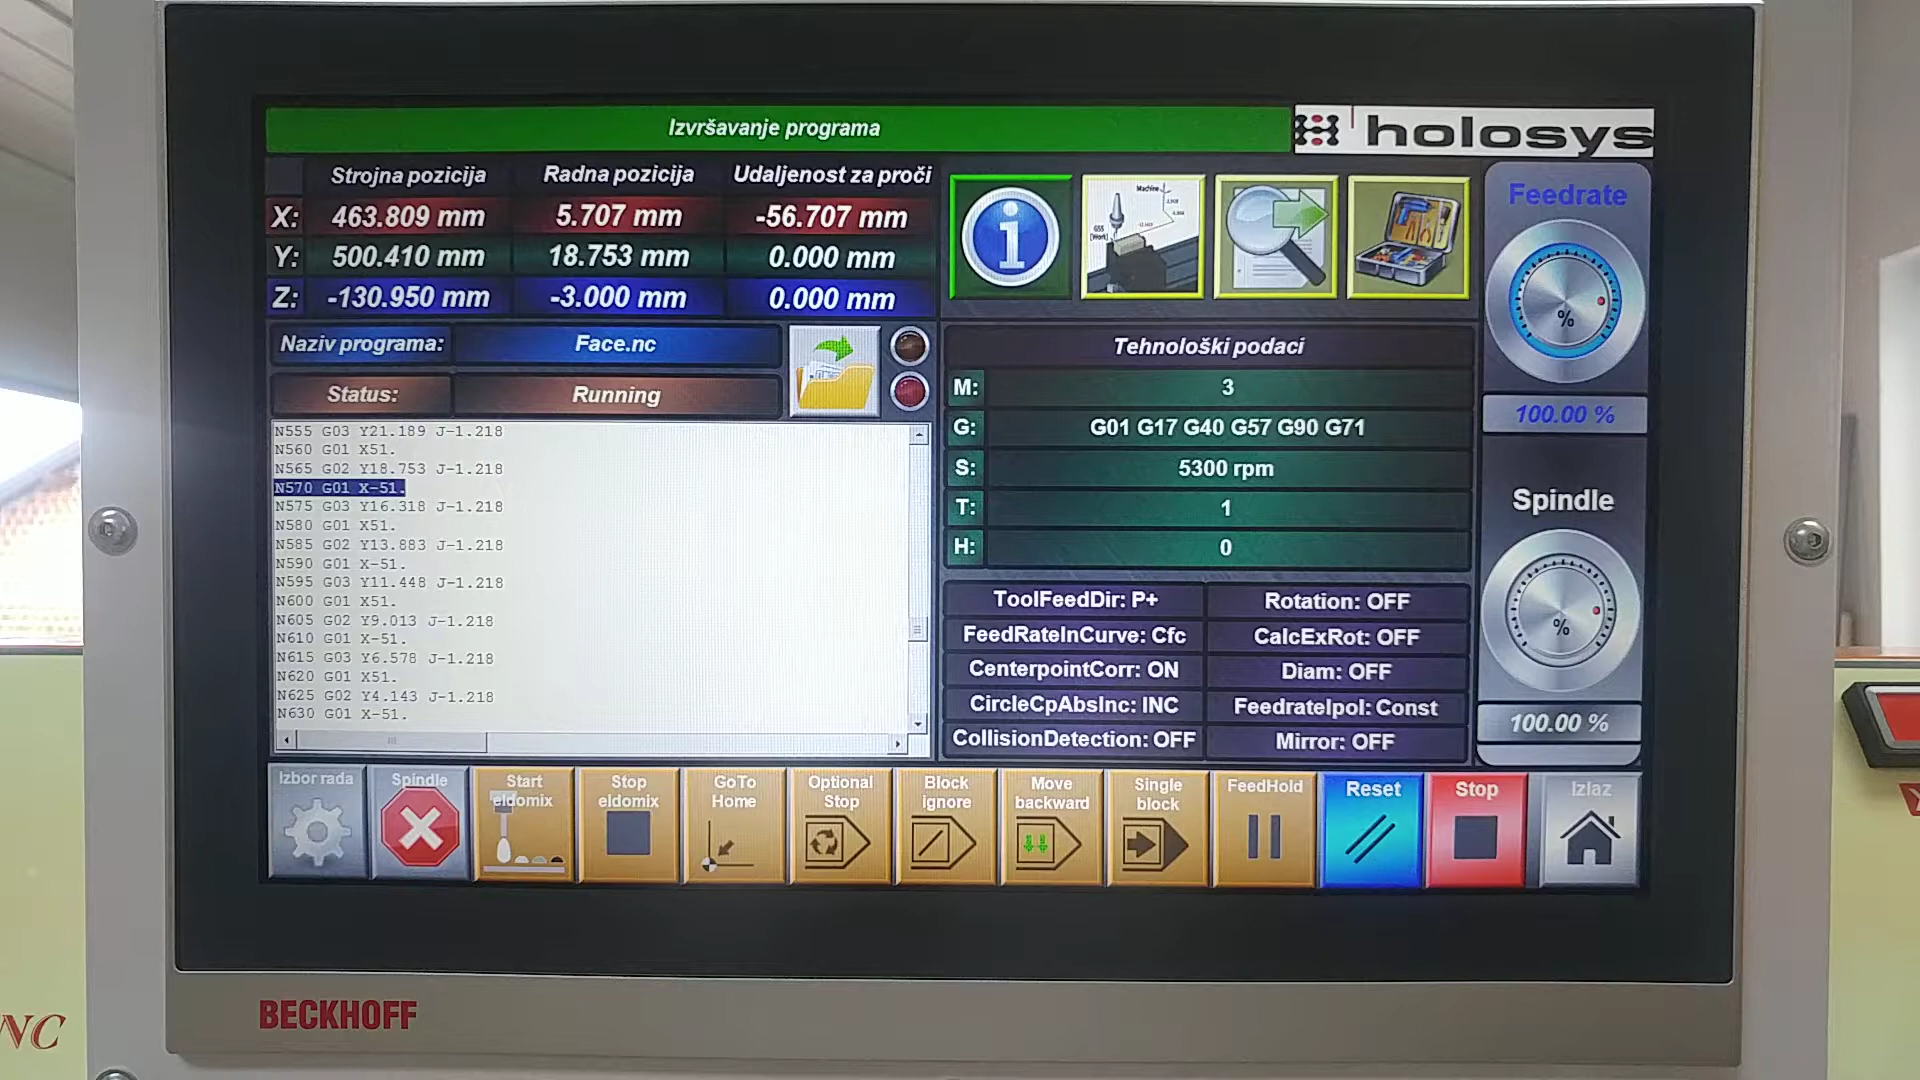 Izvršavanje programa
holosys
Strojna pozicija Radna pozicija Udaljenost za proći
X: 463.809 mm 5.707 mm -56.707 mm
Y: 500.410 mm 18.753 mm 0.000 mm
Z: -130.950 mm -3.000 mm 0.000 mm
Naziv programa: Face.nc
Status: Running
N555 G03 Y21.189 J-1.218
N560 G01 X51.
N565 G02 Y18.753 J-1.218
N570 G01 X-51.
N575 G03 Y16.318 J-1.218
N580 G01 X51.
N585 G02 Y13.883 J-1.218
N590 G01 X-51.
N595 G03 Y11.448 J-1.218
N600 G01 X51.
N605 G02 Y9.013 J-1.218
N610 G01 X-51.
N615 G03 Y6.578 J-1.218
N620 G01 X51.
N625 G02 Y4.143 J-1.218
N630 G01 X-51.
Machine
G55
[Work]
Tehnološki podaci
M: 3
G: G01 G17 G40 G57 G90 G71
S: 5300 rpm
T: 1
H: 0
ToolFeedDir: P+ Rotation: OFF
FeedRateInCurve: Cfc CalcExRot: OFF
CenterpointCorr: ON Diam: OFF
CircleCpAbsInc: INC FeedrateIpol: Const
CollisionDetection: OFF Mirror: OFF
Feedrate
%
100.00 %
Spindle
%
100.00 %
Izbor rada
Spindle
Start
eldomix
Stop
eldomix
GoTo
Home
Optional
Stop
Block
ignore
Move
backward
Single
block
FeedHold
Reset
Stop
Izlaz
BECKHOFF
NC